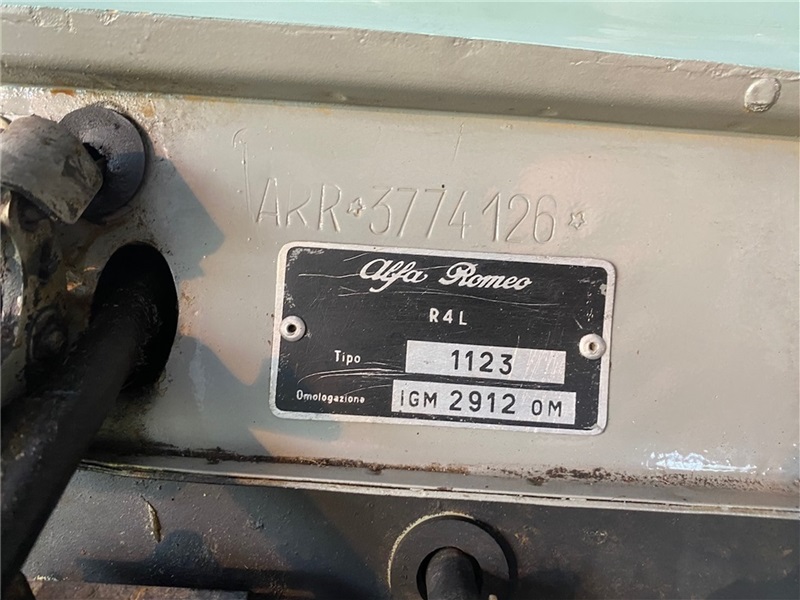 ARR☆3774126☆
Alfa Romeo
R4L
Tipo 1123
Omologazione IGM 2912 OM